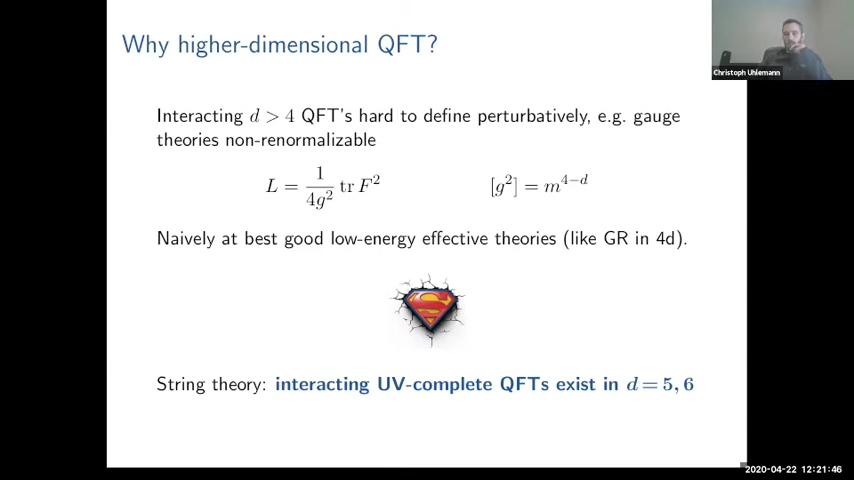 Why higher-dimensional QFT?
Christoph Uhlemann
Interacting d > 4 QFT's hard to define perturbatively, e.g. gauge
theories non-renormalizable
L = 1/4g² tr F² [g²] = m⁴⁻ᵈ
Naively at best good low-energy effective theories (like GR in 4d).
S
String theory: interacting UV-complete QFTs exist in d = 5, 6
2020-04-22 12:21:46